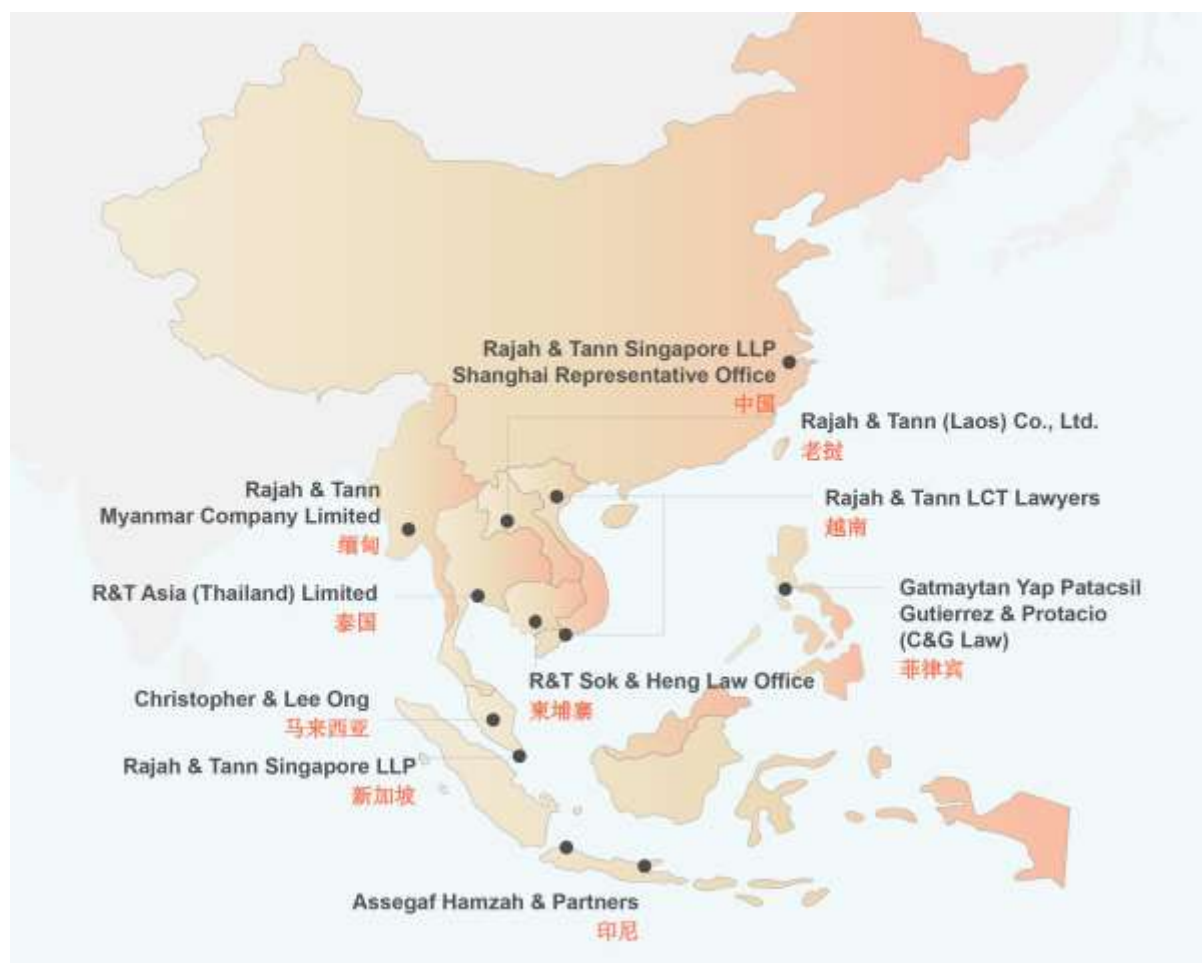 Rajah & Tann Singapore LLP
Shanghai Representative Office
中国
Rajah & Tann (Laos) Co., Ltd.
老挝
Rajah & Tann
Myanmar Company Limited
缅甸
Rajah & Tann LCT Lawyers
越南
R&T Asia (Thailand) Limited
泰国
Gatmaytan Yap Patacsil
Gutierrez & Protacio
(C&G Law)
菲律宾
R&T Sok & Heng Law Office
柬埔寨
Christopher & Lee Ong
马来西亚
Rajah & Tann Singapore LLP
新加坡
Assegaf Hamzah & Partners
印尼